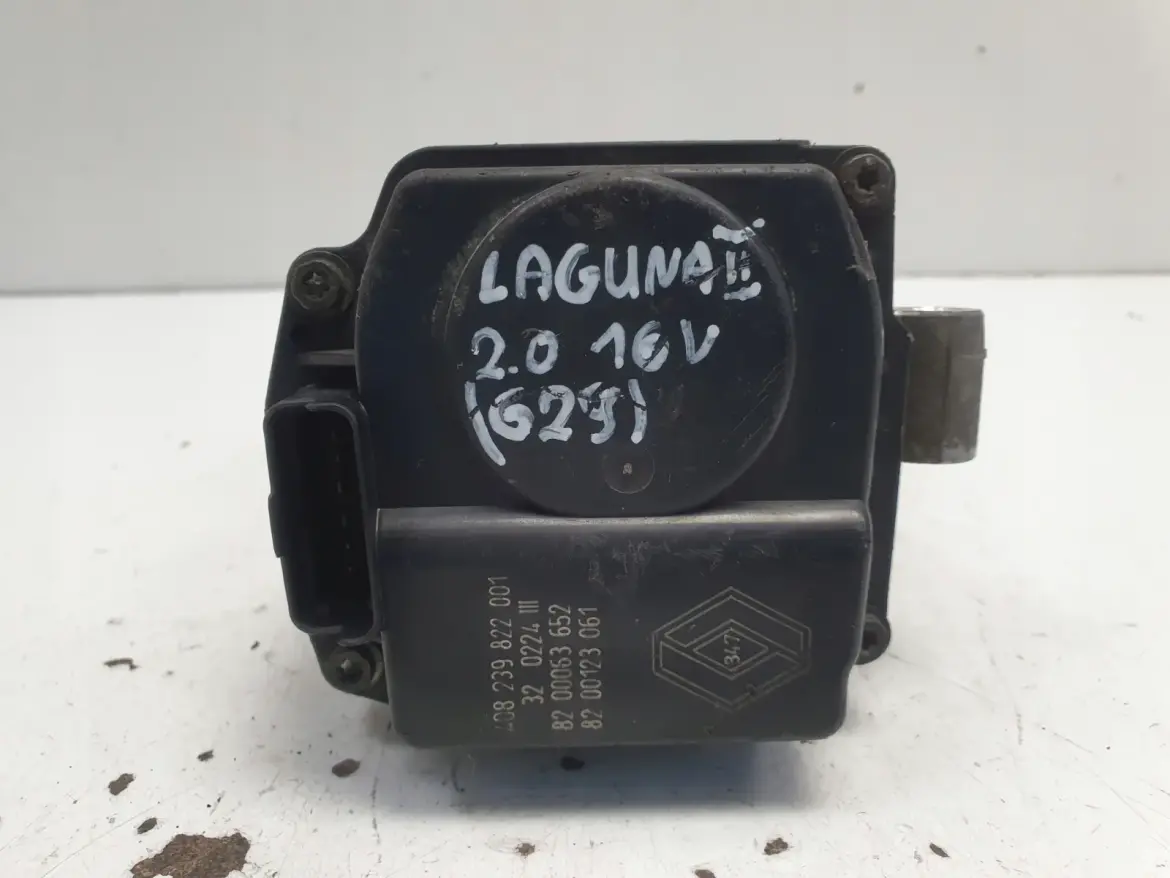 LAGUNA II
2.0 16V
(629)
408 239 822 001
32 0224 III
82 00063 652
82 00123 061
347